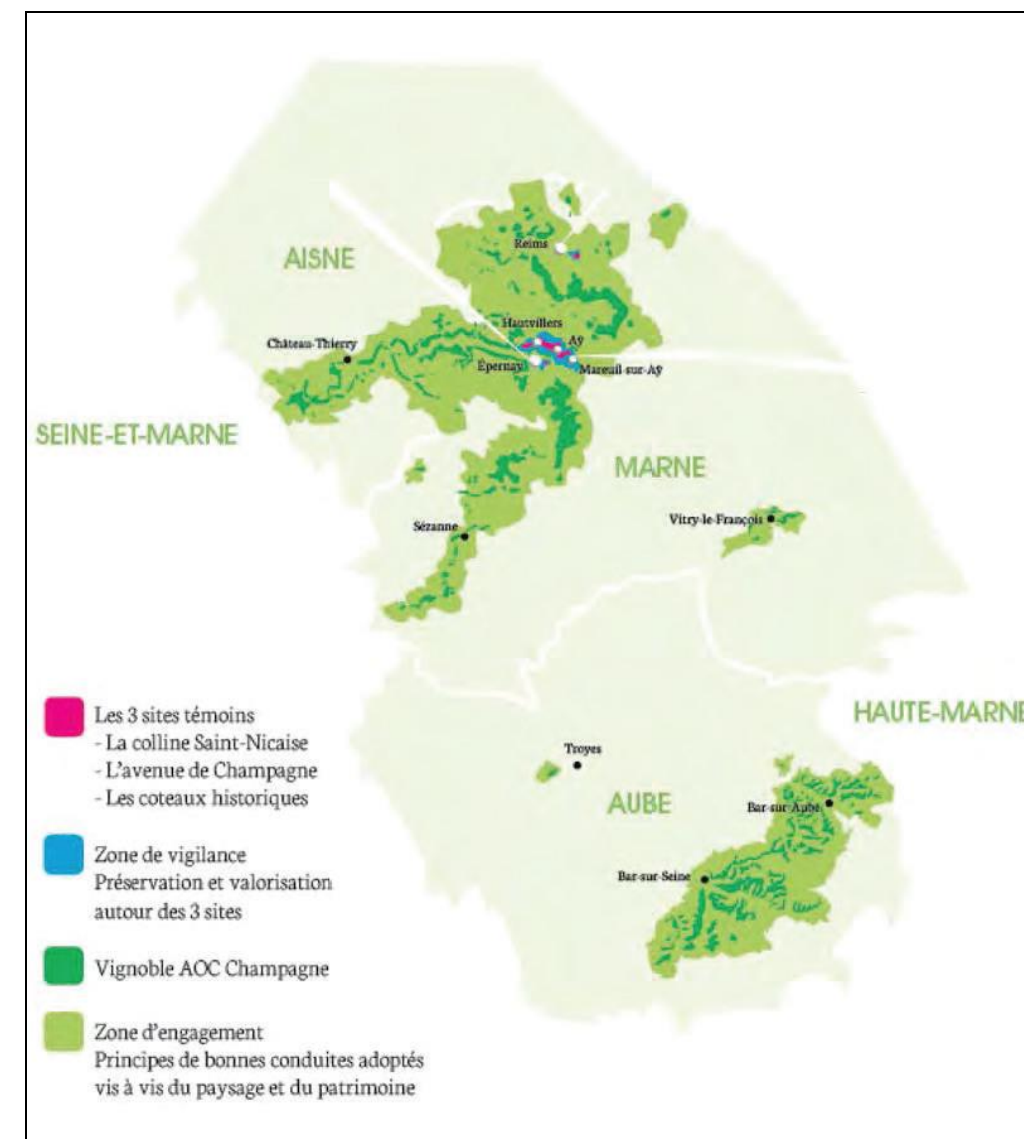 AISNE
Reims
Hautvillers
Aÿ
Château-Thierry
Épernay
Mareuil-sur-Aÿ
SEINE-ET-MARNE
MARNE
Sézanne
Vitry-le-François
HAUTE-MARNE
Troyes
AUBE
Bar-sur-Aube
Bar-sur-Seine
Les 3 sites témoins
- La colline Saint-Nicaise
- L'avenue de Champagne
- Les coteaux historiques
Zone de vigilance
Préservation et valorisation
autour des 3 sites
Vignoble AOC Champagne
Zone d'engagement
Principes de bonnes conduites adoptés
vis à vis du paysage et du patrimoine